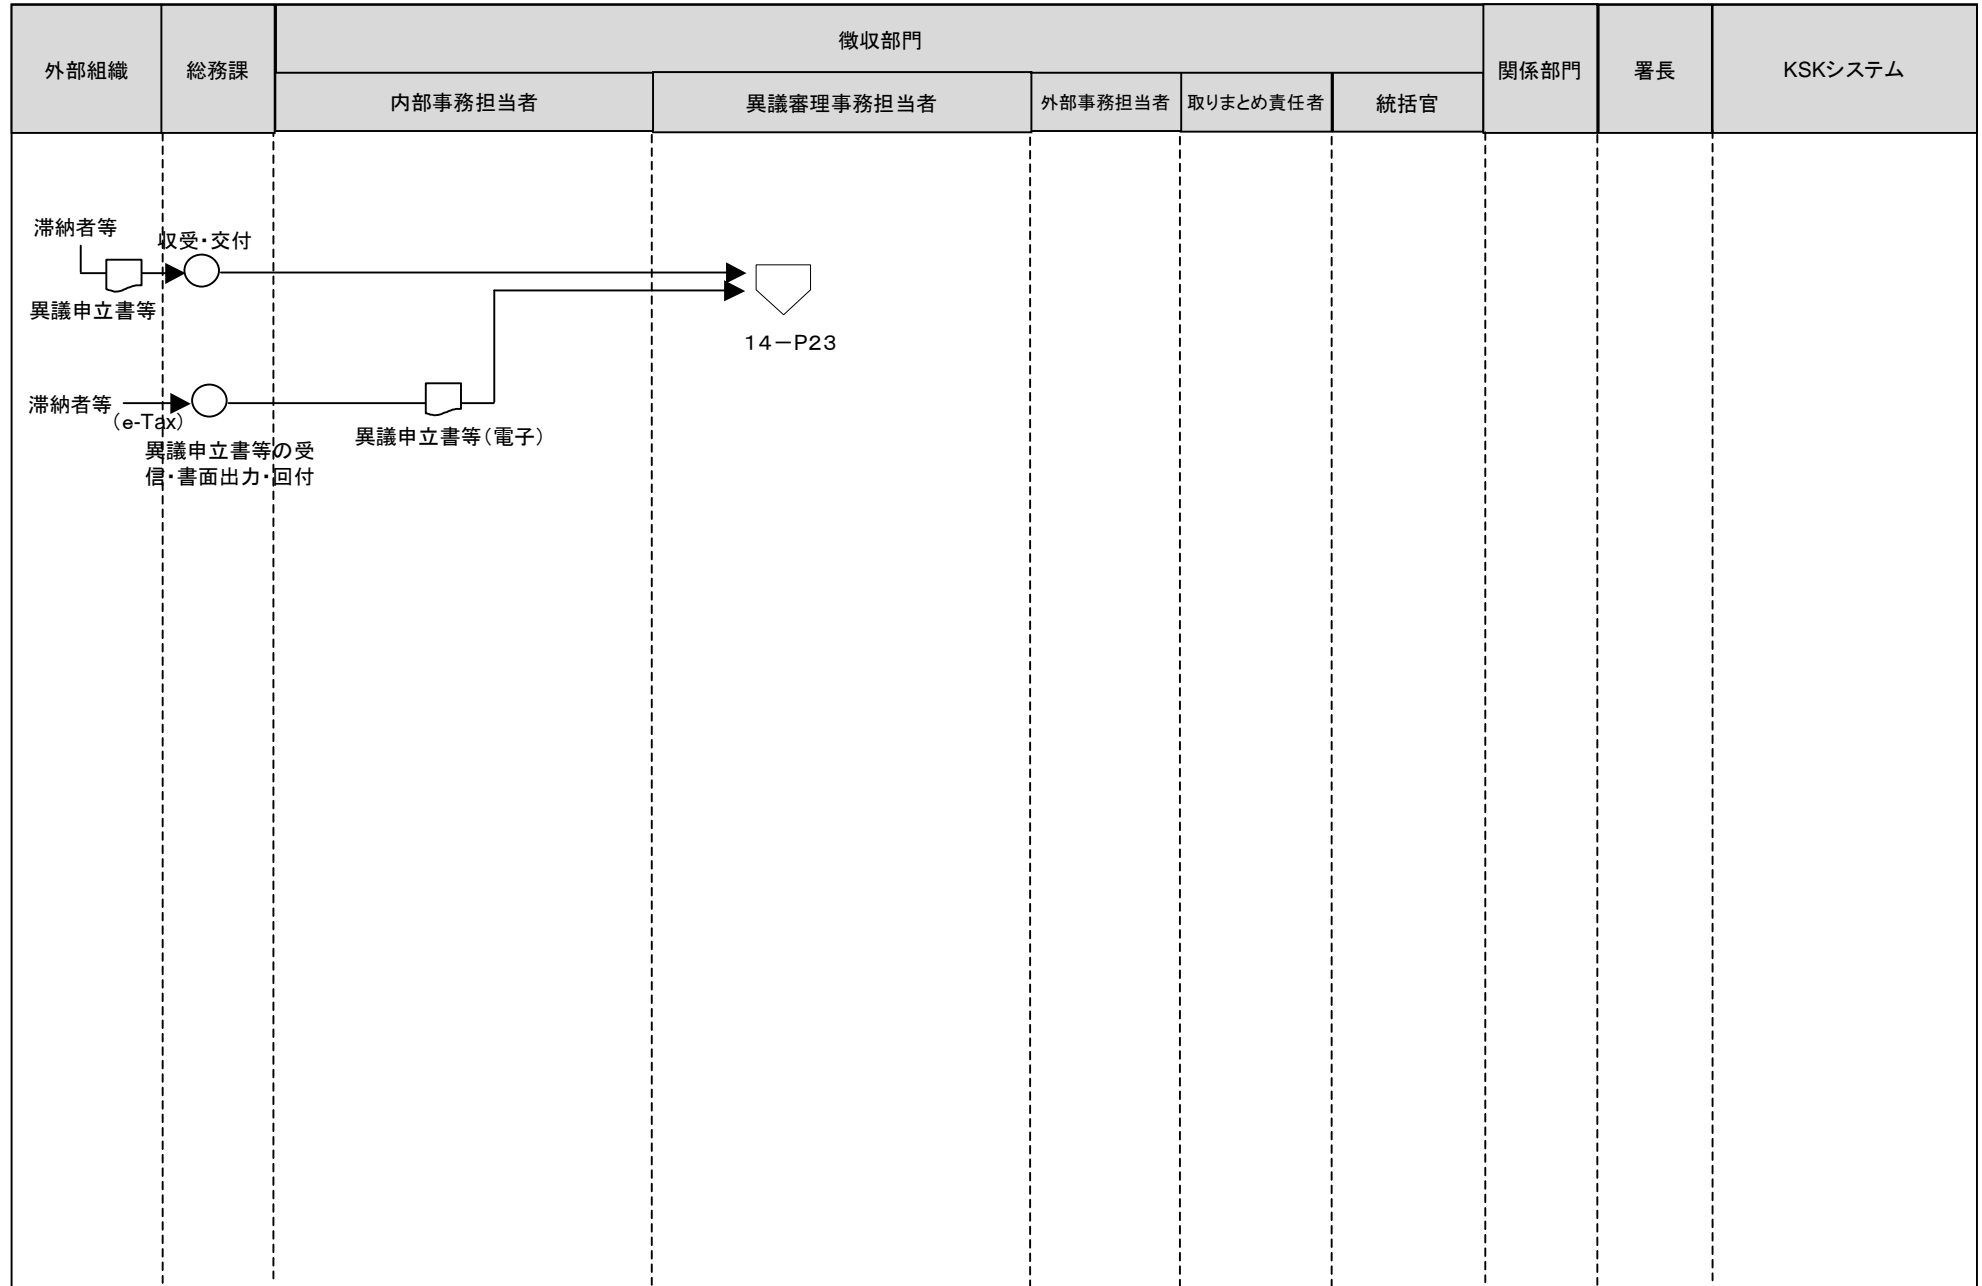 外部組織
総務課
徴収部門
内部事務担当者
異議審理事務担当者
外部事務担当者
取りまとめ責任者
統括官
関係部門
署長
KSKシステム
滞納者等
収受・交付
異議申立書等
14－P23
滞納者等
（e-Tax）
異議申立書等の受
信・書面出力・回付
異議申立書等（電子）